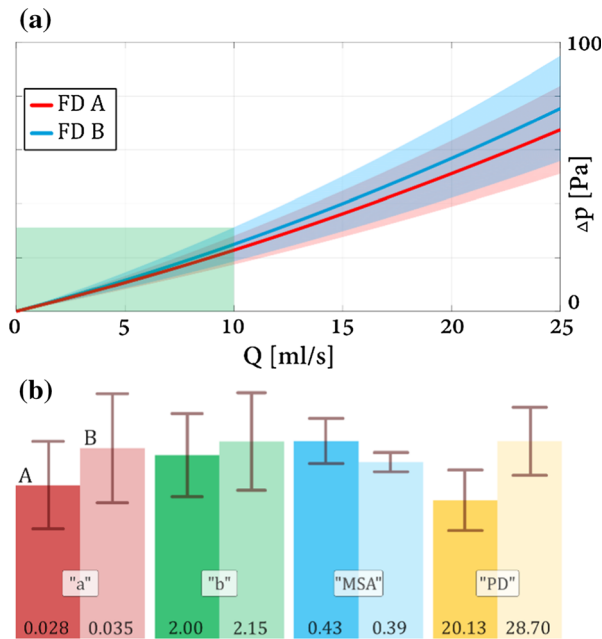 (a)
100
FD A
FD B
Δp [Pa]
0
0 5 10 15 20 25
Q [ml/s]
(b)
A B
"a" "b" "MSA" "PD"
0.028 0.035 2.00 2.15 0.43 0.39 20.13 28.70